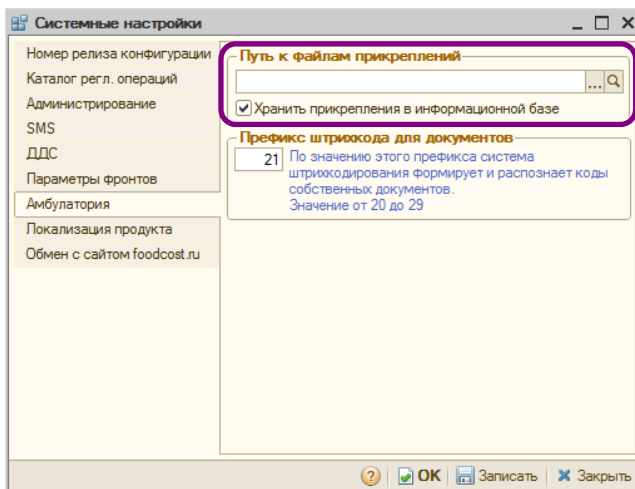 Системные настройки
Номер релиза конфигурации
Каталог регл. операций
Администрирование
SMS
ДДС
Параметры фронтов
Амбулатория
Локализация продукта
Обмен с сайтом foodcost.ru
Путь к файлам прикреплений
...
Хранить прикрепления в информационной базе
Префикс штрихкода для документов
21 По значению этого префикса система
штрихкодирования формирует и распознает коды
собственных документов.
Значение от 20 до 29
? OK Записать Закрыть